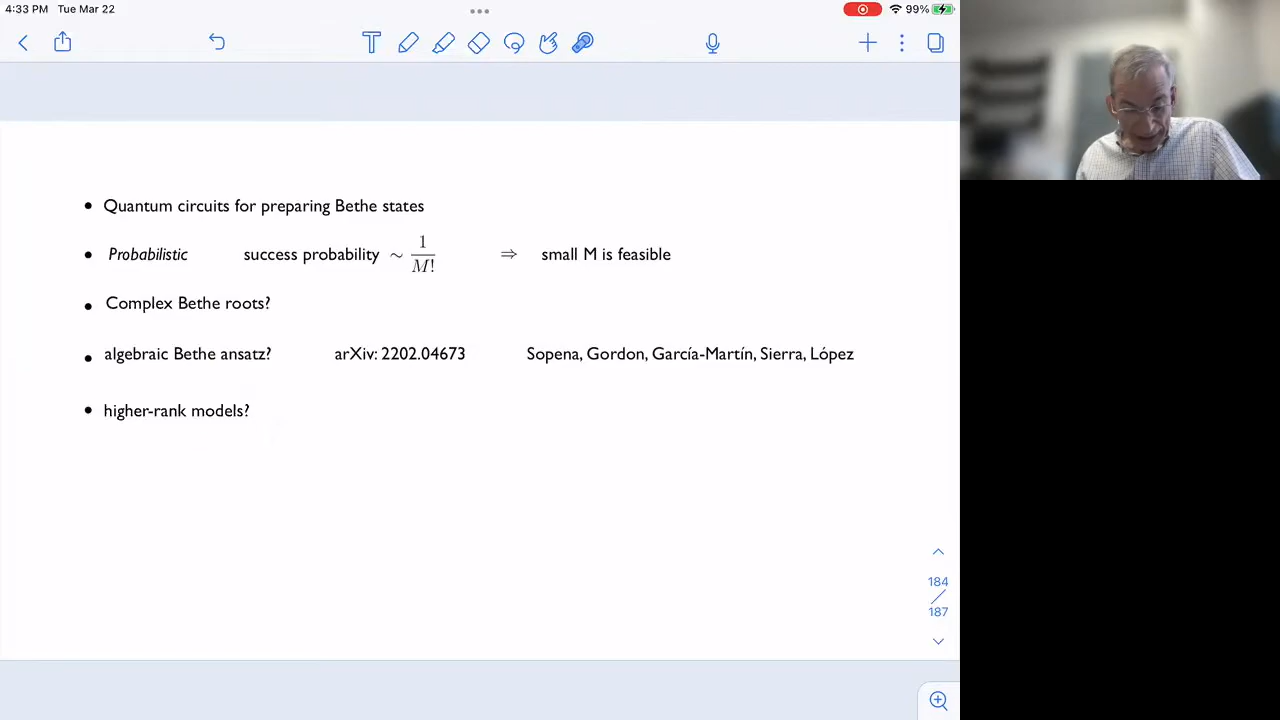 4:33 PM Tue Mar 22
99%
• Quantum circuits for preparing Bethe states
• Probabilistic success probability ∼ 1/M! ⇒ small M is feasible
• Complex Bethe roots?
• algebraic Bethe ansatz? arXiv: 2202.04673 Sopena, Gordon, García-Martín, Sierra, López
• higher-rank models?
184
187